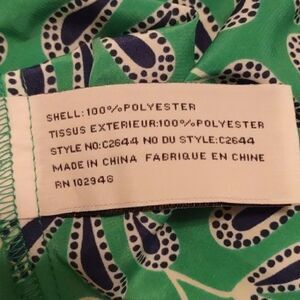 SHELL:100%POLYESTER
TISSUS EXTERIEUR:100%POLYESTER
STYLE NO:C2644 NO DU STYLE:C2644
MADE IN CHINA FABRIQUE EN CHINE
RN 102946